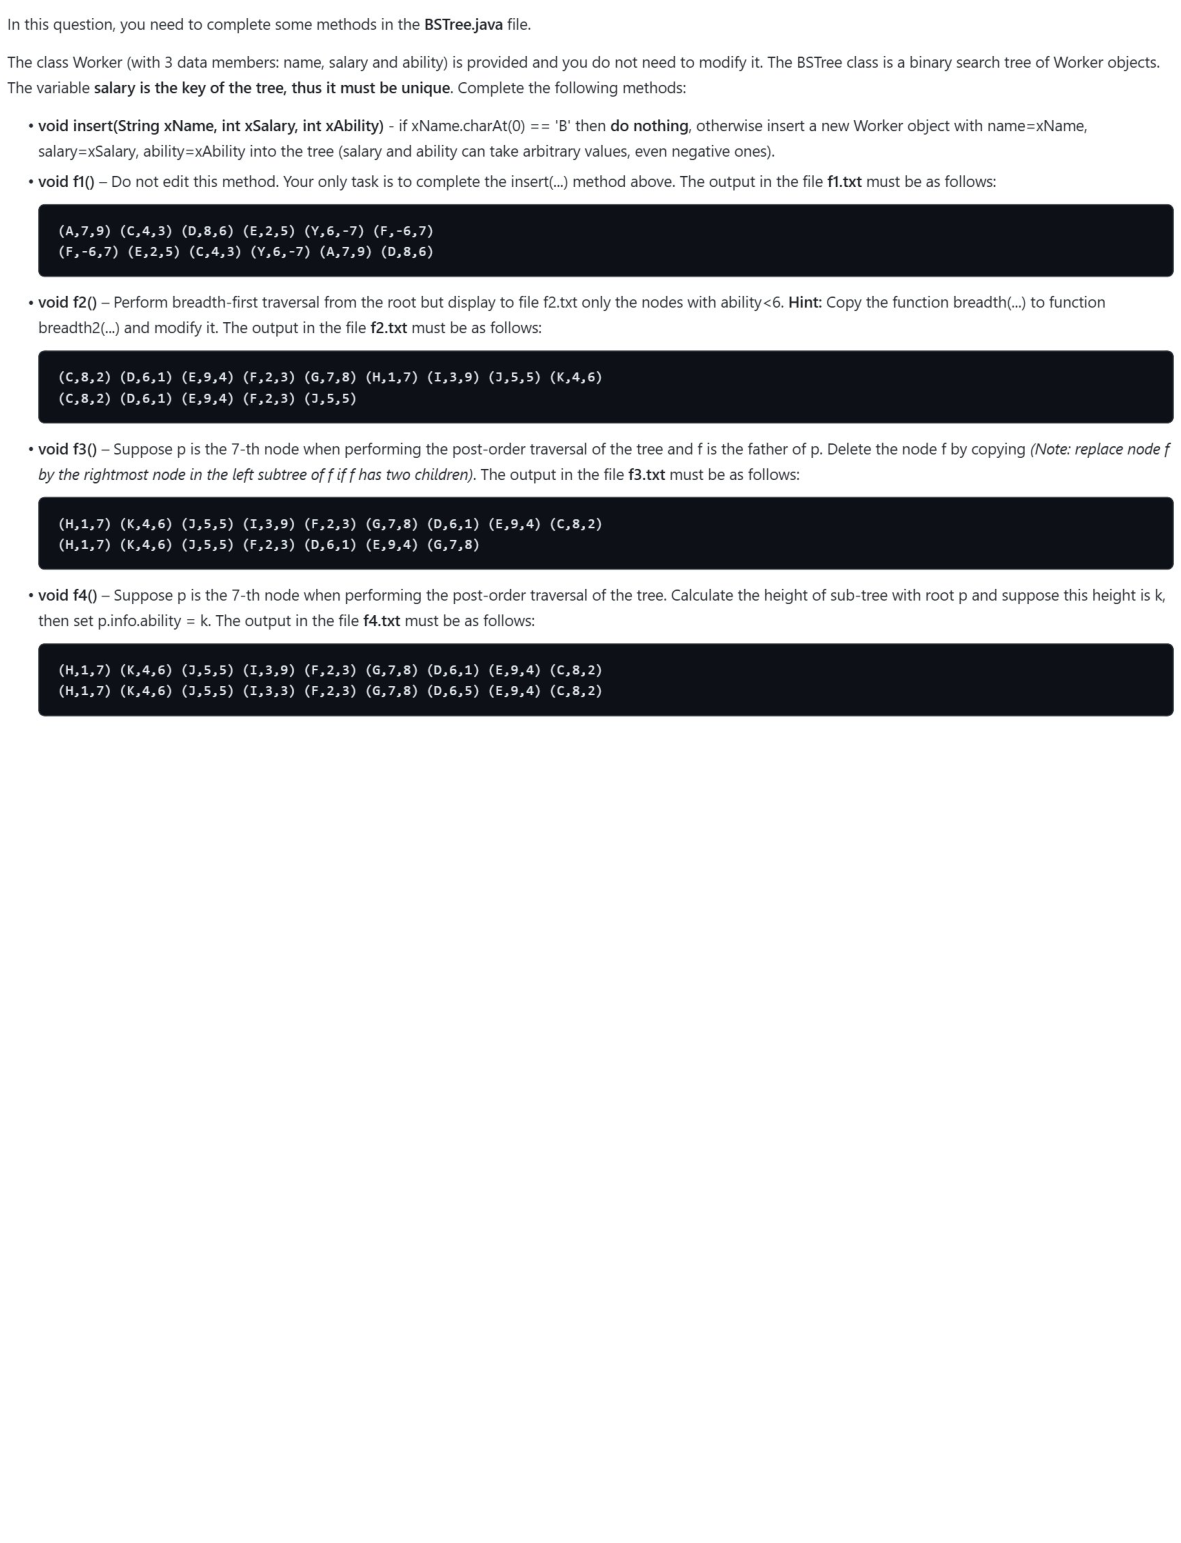 In this question, you need to complete some methods in the BSTree.java file.
The class Worker (with 3 data members: name, salary and ability) is provided and you do not need to modify it. The BSTree class is a binary search tree of Worker objects.
The variable salary is the key of the tree, thus it must be unique. Complete the following methods:
• void insert(String xName, int xSalary, int xAbility) - if xName.charAt(0) == 'B' then do nothing, otherwise insert a new Worker object with name=xName,
salary=xSalary, ability=xAbility into the tree (salary and ability can take arbitrary values, even negative ones).
• void f1() – Do not edit this method. Your only task is to complete the insert(...) method above. The output in the file f1.txt must be as follows:
(A,7,9) (C,4,3) (D,8,6) (E,2,5) (Y,6,-7) (F,-6,7)
(F,-6,7) (E,2,5) (C,4,3) (Y,6,-7) (A,7,9) (D,8,6)
• void f2() – Perform breadth-first traversal from the root but display to file f2.txt only the nodes with ability<6. Hint: Copy the function breadth(...) to function
breadth2(...) and modify it. The output in the file f2.txt must be as follows:
(C,8,2) (D,6,1) (E,9,4) (F,2,3) (G,7,8) (H,1,7) (I,3,9) (J,5,5) (K,4,6)
(C,8,2) (D,6,1) (E,9,4) (F,2,3) (J,5,5)
• void f3() – Suppose p is the 7-th node when performing the post-order traversal of the tree and f is the father of p. Delete the node f by copying (Note: replace node f
by the rightmost node in the left subtree of f if f has two children). The output in the file f3.txt must be as follows:
(H,1,7) (K,4,6) (J,5,5) (I,3,9) (F,2,3) (G,7,8) (D,6,1) (E,9,4) (C,8,2)
(H,1,7) (K,4,6) (J,5,5) (F,2,3) (D,6,1) (E,9,4) (G,7,8)
• void f4() – Suppose p is the 7-th node when performing the post-order traversal of the tree. Calculate the height of sub-tree with root p and suppose this height is k,
then set p.info.ability = k. The output in the file f4.txt must be as follows:
(H,1,7) (K,4,6) (J,5,5) (I,3,9) (F,2,3) (G,7,8) (D,6,1) (E,9,4) (C,8,2)
(H,1,7) (K,4,6) (J,5,5) (I,3,3) (F,2,3) (G,7,8) (D,6,5) (E,9,4) (C,8,2)